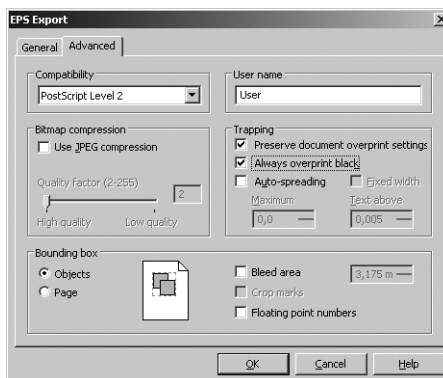 EPS Export
General Advanced
Compatibility
PostScript Level 2
User name
User
Bitmap compression
Use JPEG compression
Quality factor (2-255)
2
High quality Low quality
Trapping
Preserve document overprint settings
Always overprint black
Auto-spreading Fixed width
Maximum Text above
0,0 0,005
Bounding box
Objects
Page
Bleed area 3,175 m
Crop marks
Floating point numbers
OK Cancel Help